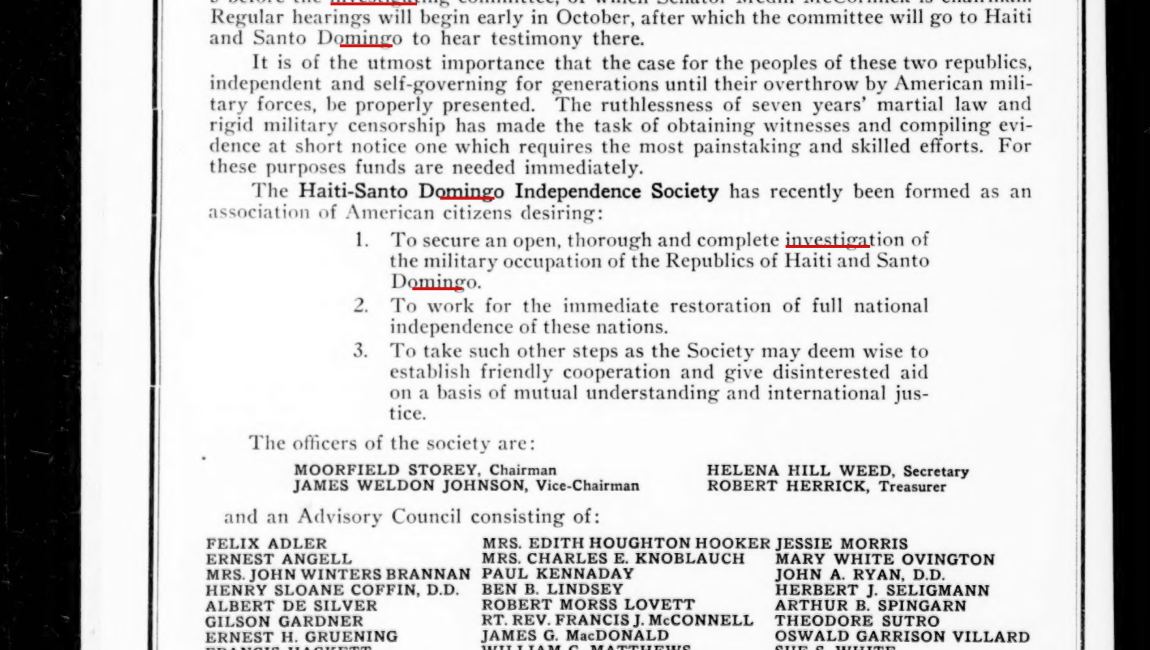 Regular hearings will begin early in October, after which the committee will go to Haiti
and Santo Domingo to hear testimony there.
It is of the utmost importance that the case for the peoples of these two republics,
independent and self-governing for generations until their overthrow by American mili-
tary forces, be properly presented. The ruthlessness of seven years' martial law and
rigid military censorship has made the task of obtaining witnesses and compiling evi-
dence at short notice one which requires the most painstaking and skilled efforts. For
these purposes funds are needed immediately.
The Haiti-Santo Domingo Independence Society has recently been formed as an
association of American citizens desiring:
1. To secure an open, thorough and complete investigation of
the military occupation of the Republics of Haiti and Santo
Domingo.
2. To work for the immediate restoration of full national
independence of these nations.
3. To take such other steps as the Society may deem wise to
establish friendly cooperation and give disinterested aid
on a basis of mutual understanding and international jus-
tice.
The officers of the society are:
MOORFIELD STOREY, Chairman HELENA HILL WEED, Secretary
JAMES WELDON JOHNSON, Vice-Chairman ROBERT HERRICK, Treasurer
and an Advisory Council consisting of:
FELIX ADLER MRS. EDITH HOUGHTON HOOKER JESSIE MORRIS
ERNEST ANGELL MRS. CHARLES E. KNOBLAUCH MARY WHITE OVINGTON
MRS. JOHN WINTERS BRANNAN PAUL KENNADAY JOHN A. RYAN, D.D.
HENRY SLOANE COFFIN, D.D. BEN B. LINDSEY HERBERT J. SELIGMANN
ALBERT DE SILVER ROBERT MORSS LOVETT ARTHUR B. SPINGARN
GILSON GARDNER RT. REV. FRANCIS J. McCONNELL THEODORE SUTRO
ERNEST H. GRUENING JAMES G. MacDONALD OSWALD GARRISON VILLARD